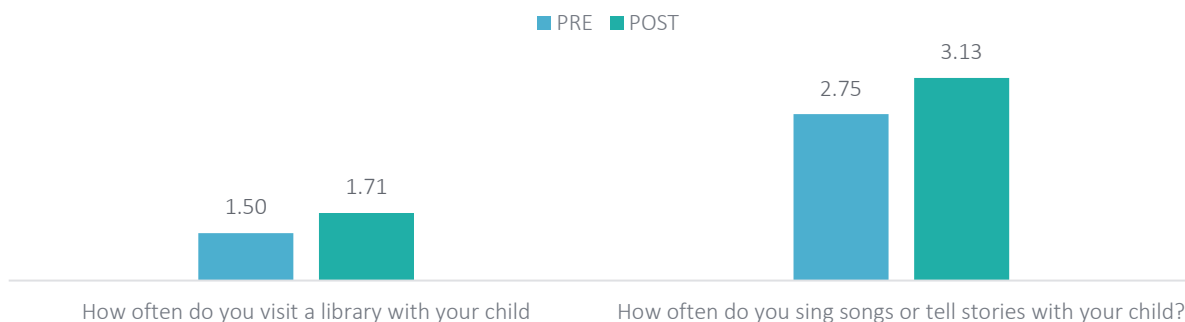 PRE POST
3.13
2.75
1.71
1.50
How often do you visit a library with your child
How often do you sing songs or tell stories with your child?